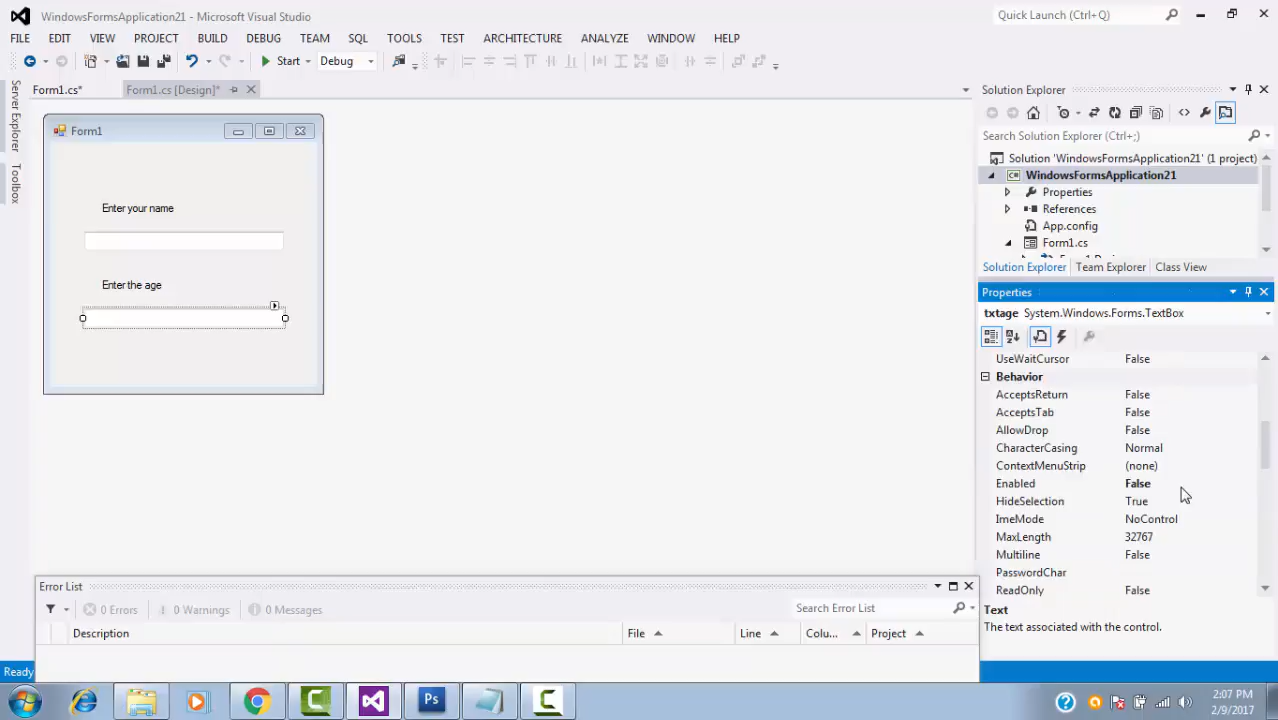 WindowsFormsApplication21 - Microsoft Visual Studio
Quick Launch (Ctrl+Q)
FILE EDIT VIEW PROJECT BUILD DEBUG TEAM SQL TOOLS TEST ARCHITECTURE ANALYZE WINDOW HELP
Start Debug
Server Explorer
Toolbox
Form1.cs*
Form1.cs [Design]*
Form1
Enter your name
Enter the age
Solution Explorer
Search Solution Explorer (Ctrl+;)
Solution 'WindowsFormsApplication21' (1 project)
C# WindowsFormsApplication21
Properties
References
App.config
Form1.cs
Solution Explorer Team Explorer Class View
Properties
txtage System.Windows.Forms.TextBox
UseWaitCursor False
Behavior
AcceptsReturn False
AcceptsTab False
AllowDrop False
CharacterCasing Normal
ContextMenuStrip (none)
Enabled False
HideSelection True
ImeMode NoControl
MaxLength 32767
Multiline False
PasswordChar
ReadOnly False
Text
The text associated with the control.
Error List
0 Errors 0 Warnings 0 Messages
Search Error List
Description File Line Colu... Project
Ready
Ps
2:07 PM
2/9/2017